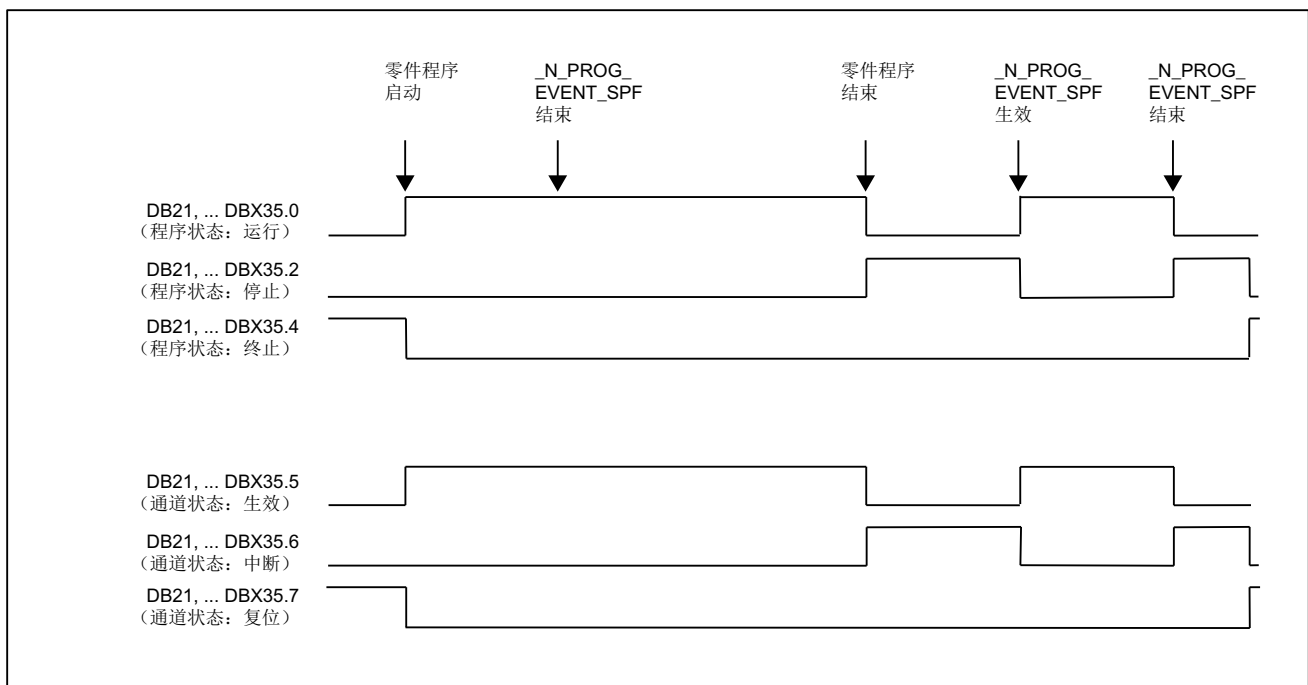 零件程序
启动
_N_PROG_
EVENT_SPF
结束
零件程序
结束
_N_PROG_
EVENT_SPF
生效
_N_PROG_
EVENT_SPF
结束
DB21, ... DBX35.0
（程序状态：运行）
DB21, ... DBX35.2
（程序状态：停止）
DB21, ... DBX35.4
（程序状态：终止）
DB21, ... DBX35.5
（通道状态：生效）
DB21, ... DBX35.6
（通道状态：中断）
DB21, ... DBX35.7
（通道状态：复位）